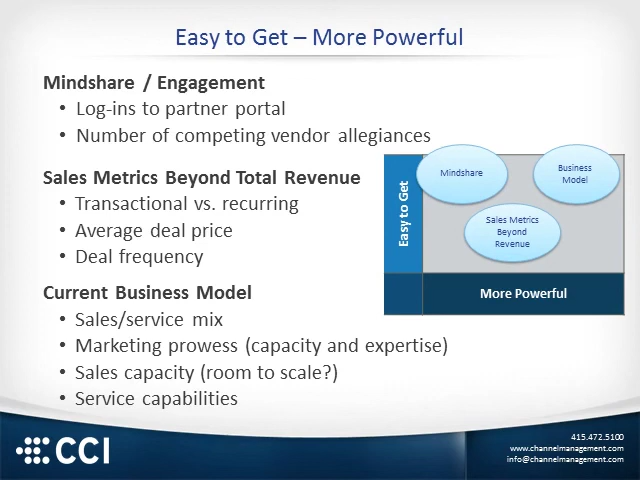 Easy to Get – More Powerful
Mindshare / Engagement
• Log-ins to partner portal
• Number of competing vendor allegiances
Sales Metrics Beyond Total Revenue
• Transactional vs. recurring
• Average deal price
• Deal frequency
Current Business Model
• Sales/service mix
• Marketing prowess (capacity and expertise)
• Sales capacity (room to scale?)
• Service capabilities
Easy to Get
Mindshare
Business
Model
Sales Metrics
Beyond
Revenue
More Powerful
CCI
415.472.5100
www.channelmanagement.com
info@channelmanagement.com